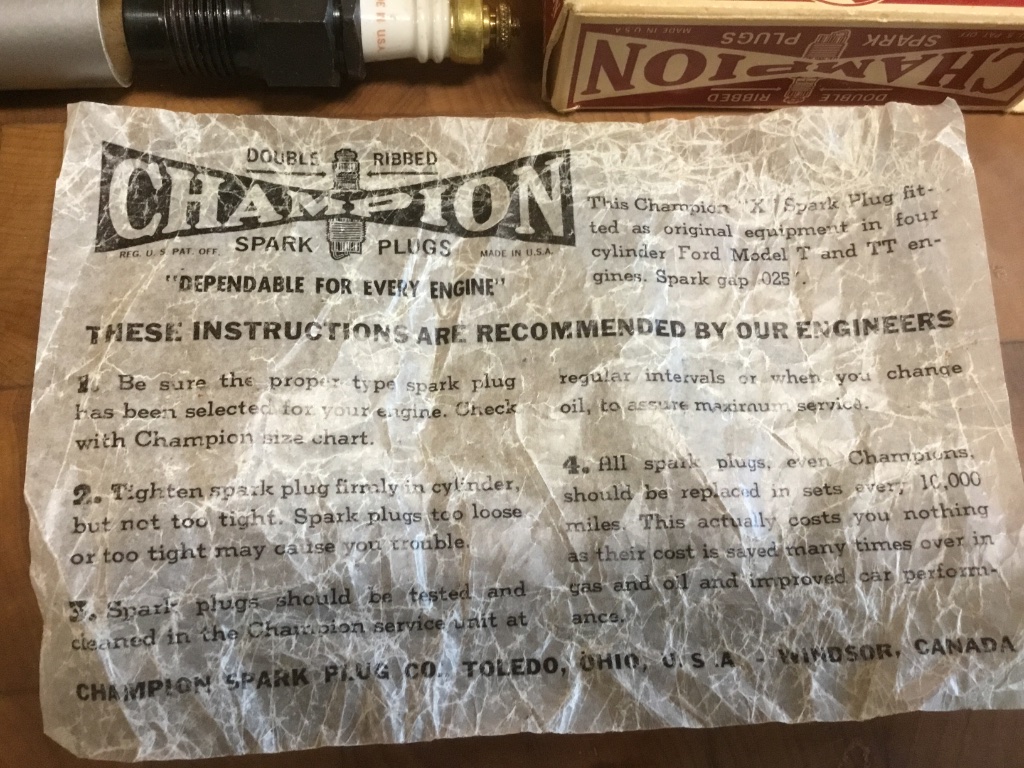 MADE IN U.S.A.
MADE IN U.S.A.
SPARK PLUGS
CHAMPION
DOUBLE RIBBED
DOUBLE RIBBED
CHAMPION
REG. U. S. PAT. OFF. SPARK PLUGS MADE IN U.S.A.
"DEPENDABLE FOR EVERY ENGINE"
This Champion "X" Spark Plug fit-
ted as original equipment in four
cylinder Ford Model T and TT en-
gines. Spark gap .025".
THESE INSTRUCTIONS ARE RECOMMENDED BY OUR ENGINEERS
1. Be sure the proper type spark plug
has been selected for your engine. Check
with Champion size chart.
2. Tighten spark plug firmly in cylinder,
but not too tight. Spark plugs too loose
or too tight may cause you trouble.
3. Spark plugs should be tested and
cleaned in the Champion service unit at
regular intervals or when you change
oil, to assure maximum service.
4. All spark plugs, even Champions,
should be replaced in sets every 10,000
miles. This actually costs you nothing
as their cost is saved many times over in
gas and oil and improved car perform-
ance.
CHAMPION SPARK PLUG CO., TOLEDO, OHIO, U.S.A. - WINDSOR, CANADA